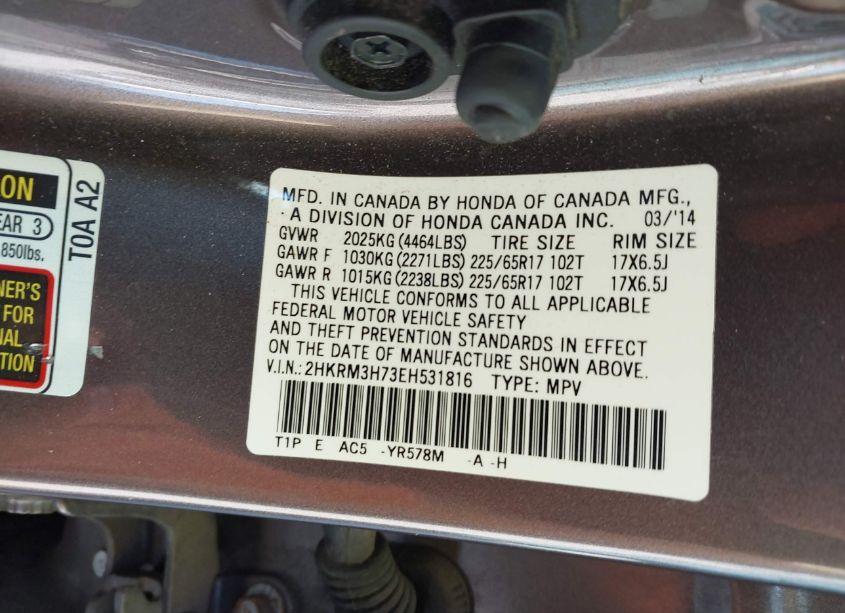 ON
EAR 3
850lbs.
NER'S
FOR
NAL
TION
TOA A2
MFD. IN CANADA BY HONDA OF CANADA MFG.,
A DIVISION OF HONDA CANADA INC. 03/'14
GVWR 2025KG (4464LBS) TIRE SIZE RIM SIZE
GAWR F 1030KG (2271LBS) 225/65R17 102T 17X6.5J
GAWR R 1015KG (2238LBS) 225/65R17 102T 17X6.5J
THIS VEHICLE CONFORMS TO ALL APPLICABLE
FEDERAL MOTOR VEHICLE SAFETY
AND THEFT PREVENTION STANDARDS IN EFFECT
ON THE DATE OF MANUFACTURE SHOWN ABOVE.
V.I.N.: 2HKRM3H73EH531816 TYPE: MPV
T1P E AC5 -YR578M -A -H